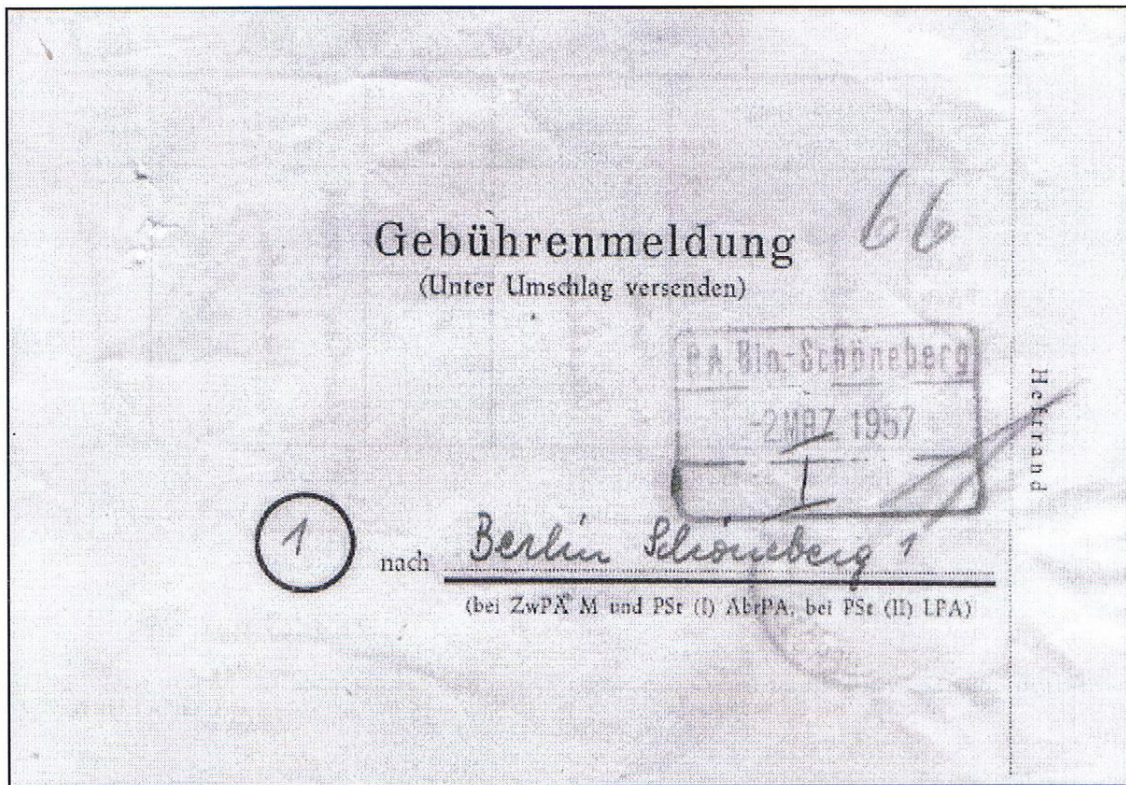 66
Gebührenmeldung
(Unter Umschlag versenden)
P.A. Bln.-Schöneberg
-2.MRZ 1957
I
Heftrand
1 nach Berlin Schöneberg 1
(bei ZwPÄ M und PSt (I) AbrPA, bei PSt (II) LPA)